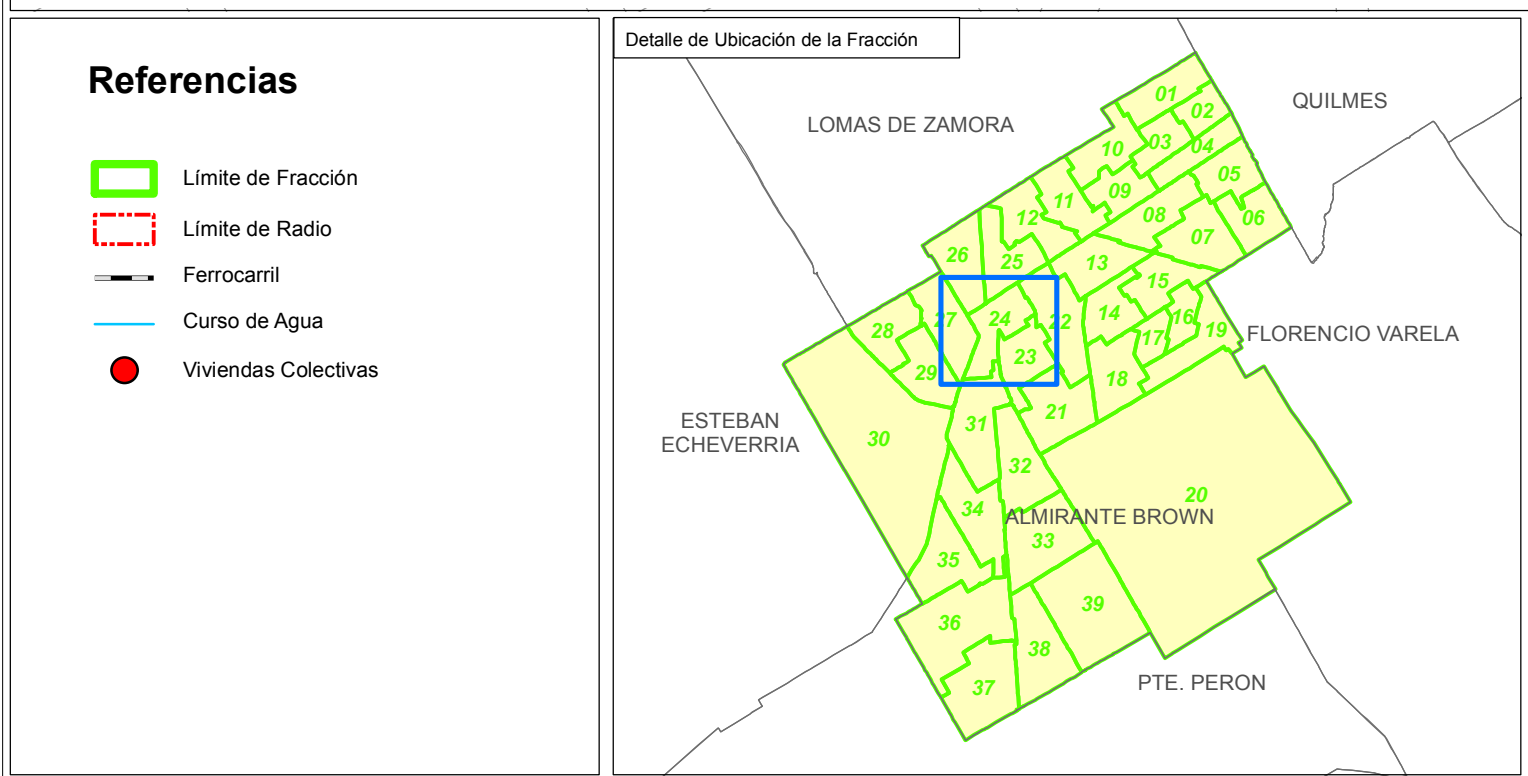 Referencias
Límite de Fracción
Límite de Radio
Ferrocarril
Curso de Agua
Viviendas Colectivas
Detalle de Ubicación de la Fracción
QUILMES
LOMAS DE ZAMORA
01
02
03
04
10
05
09
11
06
08
12
07
26
25
13
15
14
16
24
22
27
28
17
19
FLORENCIO VARELA
23
29
18
21
ESTEBAN
ECHEVERRIA
31
30
32
20
34
ALMIRANTE BROWN
33
35
39
36
38
37
PTE. PERON